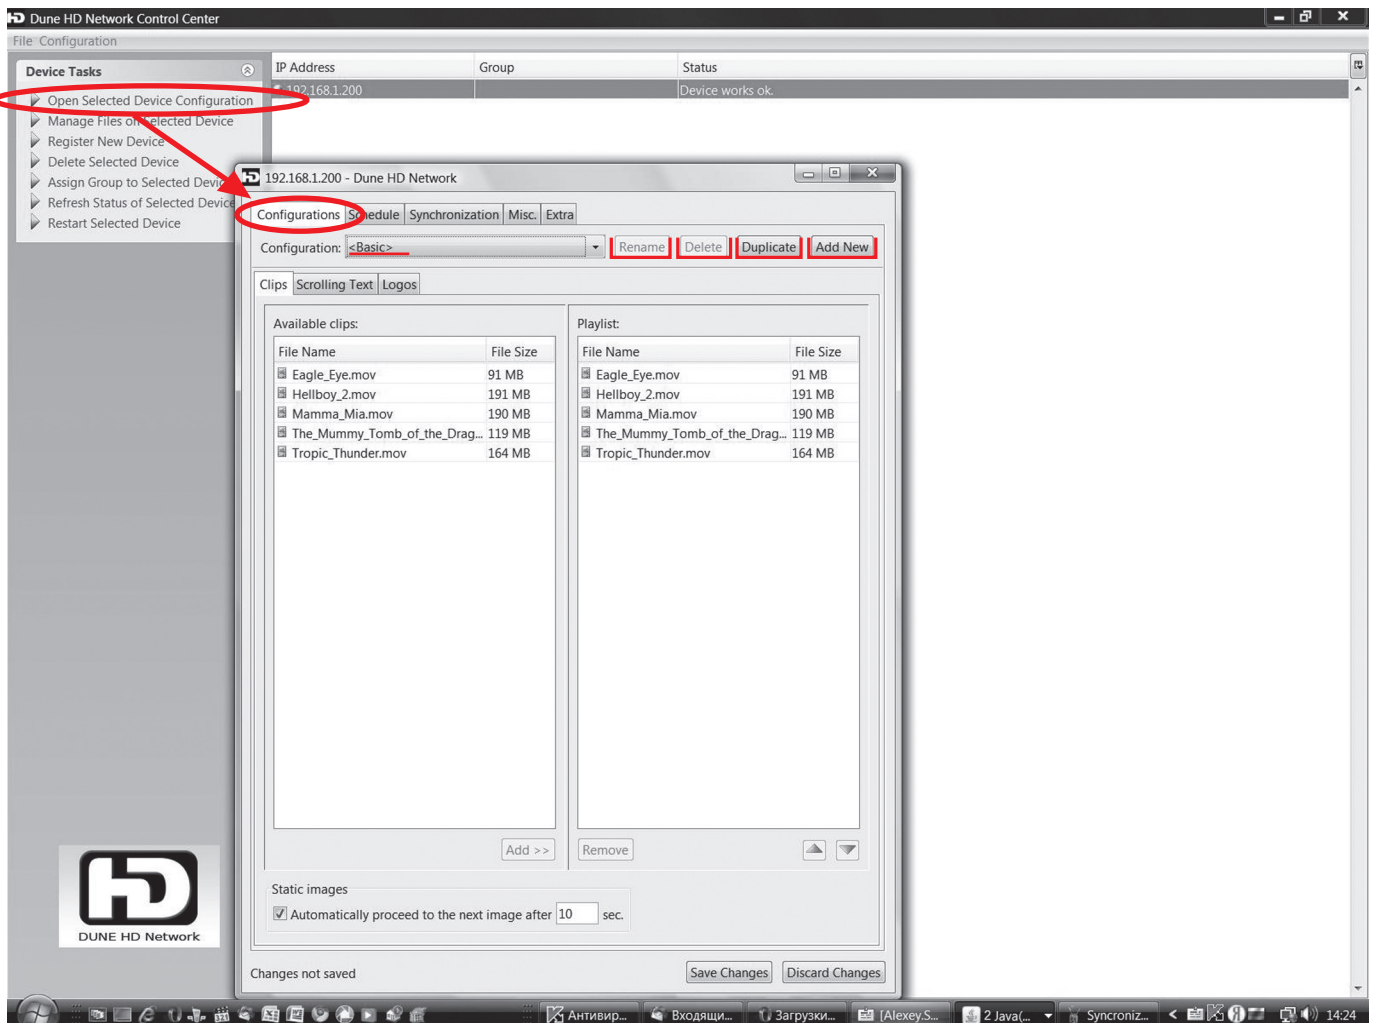 Dune HD Network Control Center
File Configuration
Device Tasks
Open Selected Device Configuration
Manage Files on Selected Device
Register New Device
Delete Selected Device
Assign Group to Selected Device
Refresh Status of Selected Device
Restart Selected Device
IP Address Group Status
192.168.1.200 Device works ok.
192.168.1.200 - Dune HD Network
Configurations Schedule Synchronization Misc. Extra
Configuration: <Basic> Rename Delete Duplicate Add New
Clips Scrolling Text Logos
Available clips:
File Name File Size
Eagle_Eye.mov 91 MB
Hellboy_2.mov 191 MB
Mamma_Mia.mov 190 MB
The_Mummy_Tomb_of_the_Drag... 119 MB
Tropic_Thunder.mov 164 MB
Add >>
Playlist:
File Name File Size
Eagle_Eye.mov 91 MB
Hellboy_2.mov 191 MB
Mamma_Mia.mov 190 MB
The_Mummy_Tomb_of_the_Drag... 119 MB
Tropic_Thunder.mov 164 MB
Remove
Static images
Automatically proceed to the next image after 10 sec.
Changes not saved Save Changes Discard Changes
HD
DUNE HD Network
Антивир... Входящи... Загрузки... [Alexey.S... 2 Java(... Syncroniz... < 14:24